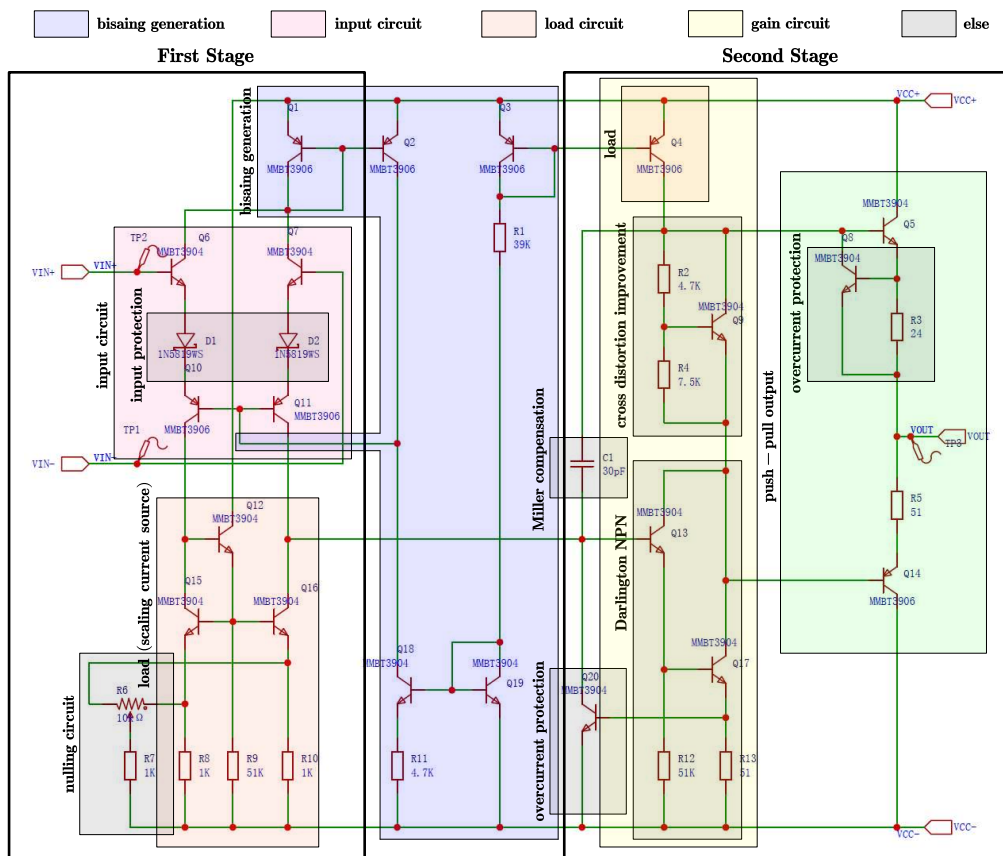 bisaing generation
input circuit
load circuit
gain circuit
else
First Stage
Second Stage
VCC+
VCC+
bisaing generation
Q1
MMBT3906
Q2
MMBT3906
Q3
MMBT3906
load
Q4
MMBT3906
R1
39K
TP2
VIN+
VIN+
Q6
MMBT3904
Q7
MMBT3904
input circuit
input protection
D1
1N5819WS
D2
1N5819WS
Q10
MMBT3906
Q11
MMBT3906
TP1
VIN-
VIN-
cross distortion improvement
R2
4.7K
R4
7.5K
MMBT3904
Q9
push - pull output
MMBT3904
Q5
overcurrent protection
Q8
MMBT3904
R3
24
VOUT
VOUT
TP3
R5
51
Q14
MMBT3906
Miller compensation
C1
30pF
load (scaling current source)
Q12
MMBT3904
Q15
MMBT3904
Q16
MMBT3904
Darlington NPN
MMBT3904
Q13
MMBT3904
Q17
nulling circuit
R6
10kΩ
R7
1K
R8
1K
R9
51K
R10
1K
Q18
MMBT3904
MMBT3904
Q19
R11
4.7K
overcurrent protection
Q20
MMBT3904
R12
51K
R13
51
VCC-
VCC-